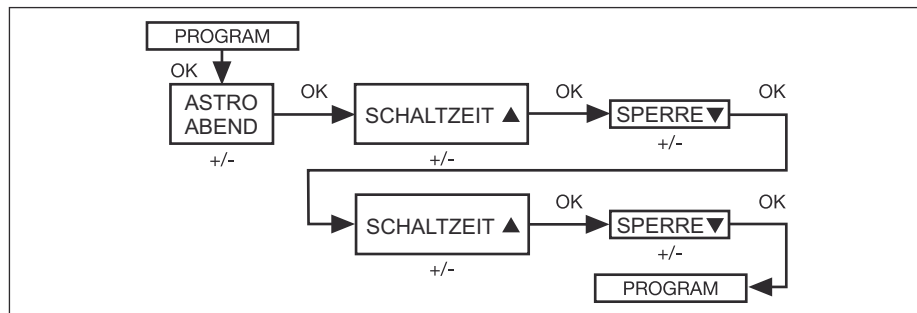 PROGRAM
OK
ASTRO
ABEND
+/-
OK
SCHALTZEIT ▲
+/-
OK
SPERRE ▼
+/-
OK
SCHALTZEIT ▲
+/-
OK
SPERRE ▼
+/-
OK
PROGRAM